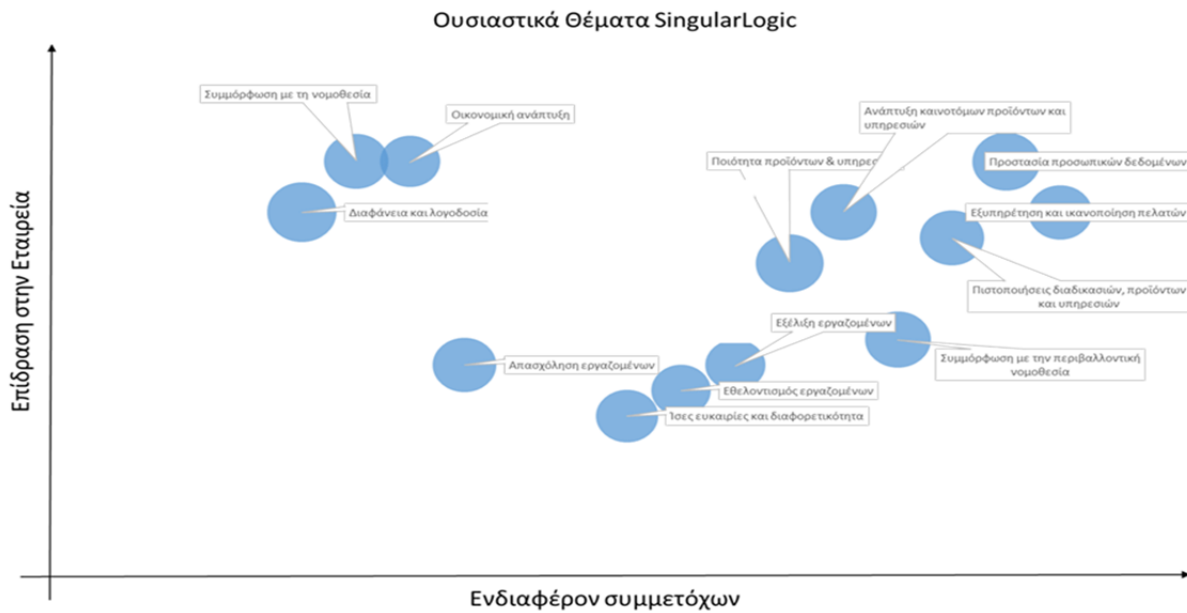 Ουσιαστικά Θέματα SingularLogic
Συμμόρφωση με τη νομοθεσία
Οικονομική ανάπτυξη
Ανάπτυξη καινοτόμων προϊόντων και
υπηρεσιών
Ποιότητα προϊόντων &
Προστασία προσωπικών δεδομένων
Διαφάνεια και λογοδοσία
Εξυπηρέτηση και ικανοποίηση πελατών
Πιστοποιήσεις διαδικασιών, προϊόντων
και υπηρεσιών
Εξέλιξη εργαζομένων
Συμμόρφωση με την περιβαλλοντική
νομοθεσία
Απασχόληση εργαζομένων
Εθελοντισμός εργαζομένων
Ίσες ευκαιρίες και διαφορετικότητα
Επίδραση στην Εταιρεία
Ενδιαφέρον συμμετόχων